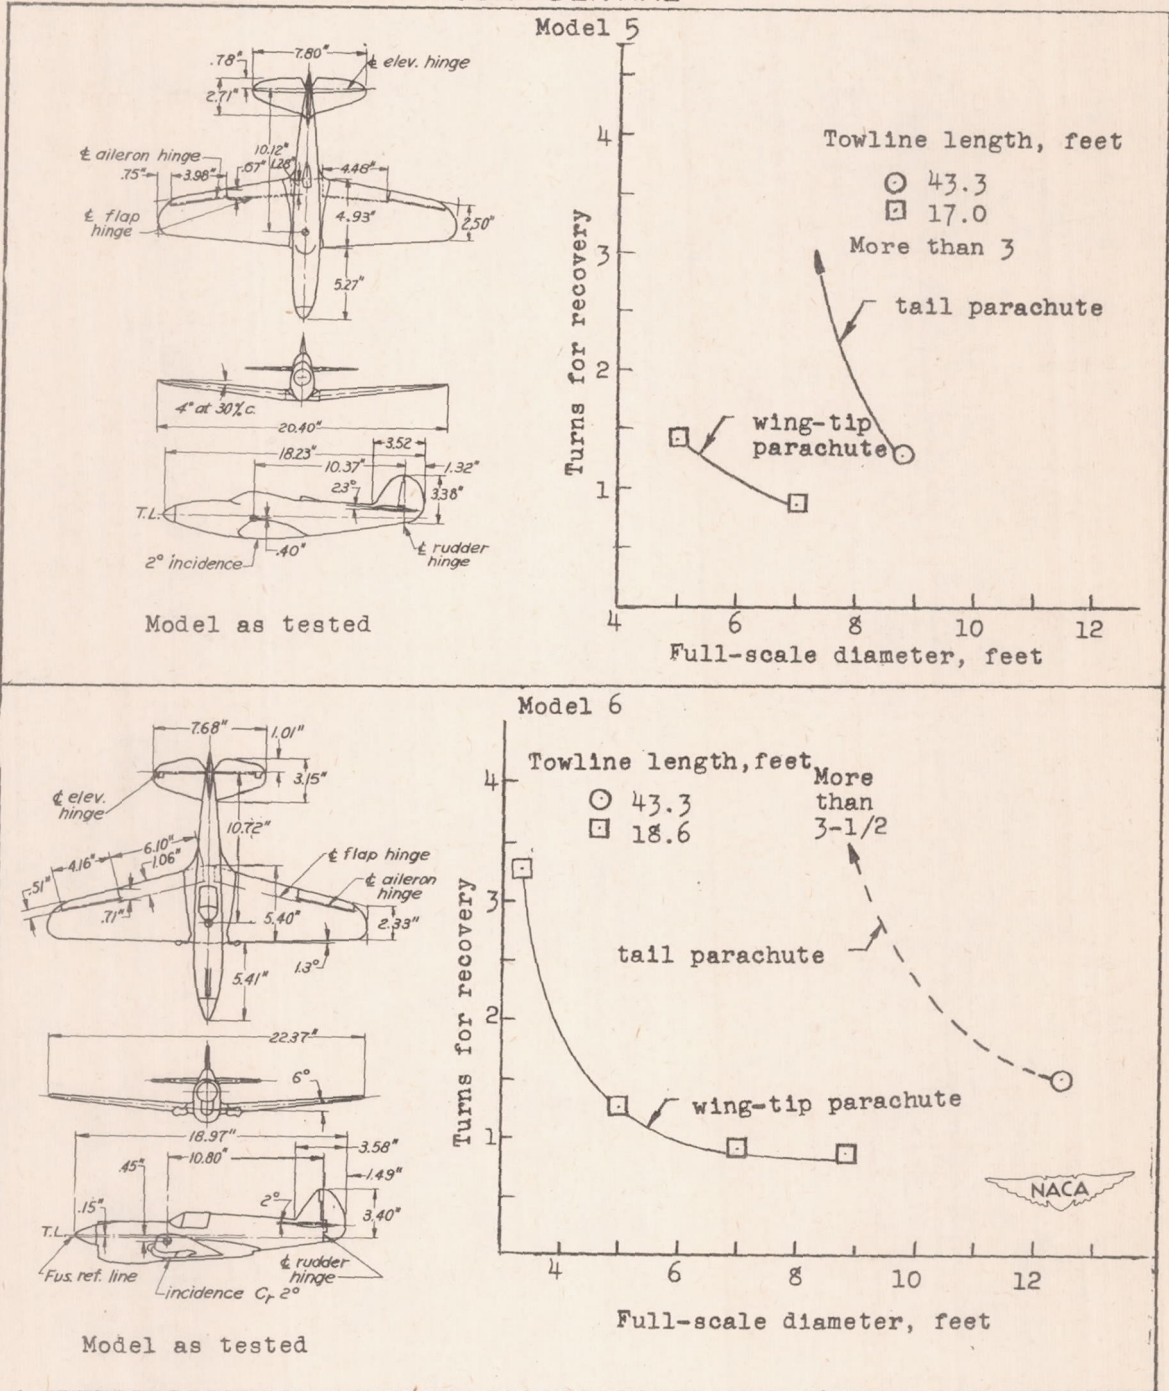 Model 5
7.80"
.78"
℄ elev. hinge
2.71"
10.12"
℄ aileron hinge
.67" 1.28"
.75" 3.98" 4.48"
℄ flap
hinge
4.93"
2.50"
5.27"
4° at 30% c.
20.40"
3.52
18.23"
10.37" 1.32"
23° 3.38"
T.L.
.40"
2° incidence
℄ rudder
hinge
Model as tested
4
3
2
1
Turns for recovery
Towline length, feet
43.3
17.0
More than 3
tail parachute
wing-tip
parachute
4 6 8 10 12
Full-scale diameter, feet
Model 6
7.68"
1.01"
3.15"
℄ elev.
hinge
10.72"
6.10"
4.16" 1.06"
℄ flap hinge
℄ aileron
hinge
.51"
.71"
5.40"
2.33"
1.3°
5.41"
22.37"
6°
18.97"
3.58"
10.80"
.45"
1.49"
.15"
2°
3.40"
T.L.
Fus. ref. line
℄ rudder
hinge
incidence Cr 2°
Model as tested
4
3
2
1
Turns for recovery
Towline length, feet
43.3
18.6
More
than
3-1/2
tail parachute
wing-tip parachute
NACA
4 6 8 10 12
Full-scale diameter, feet